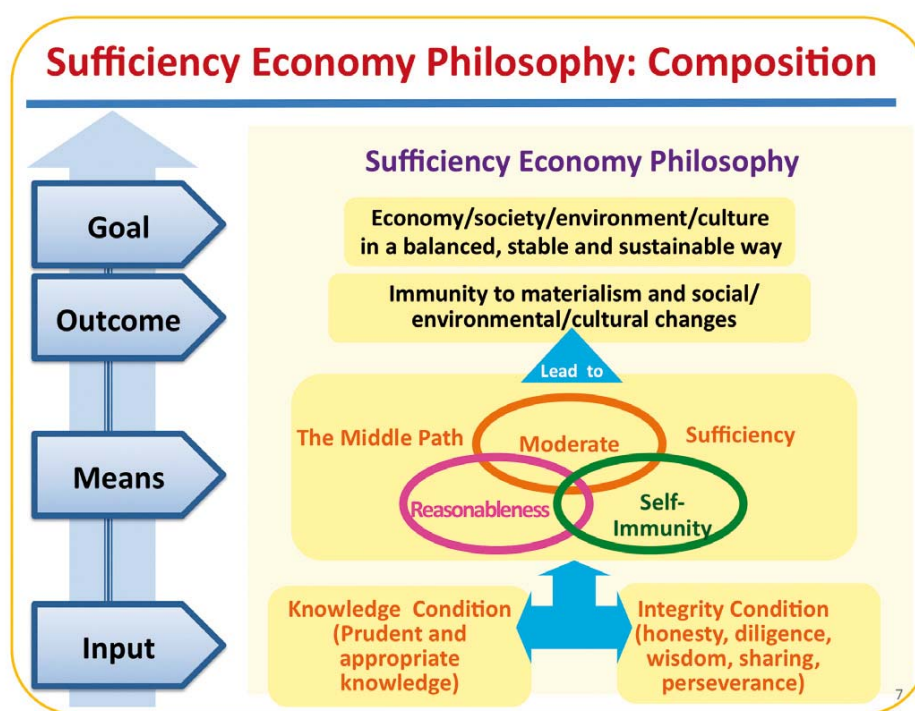 Sufficiency Economy Philosophy: Composition
Goal
Outcome
Means
Input
Sufficiency Economy Philosophy
Economy/society/environment/culture
in a balanced, stable and sustainable way
Immunity to materialism and social/
environmental/cultural changes
Lead to
The Middle Path
Moderate
Sufficiency
Reasonableness
Self-
Immunity
Knowledge Condition
(Prudent and
appropriate
knowledge)
Integrity Condition
(honesty, diligence,
wisdom, sharing,
perseverance)
7